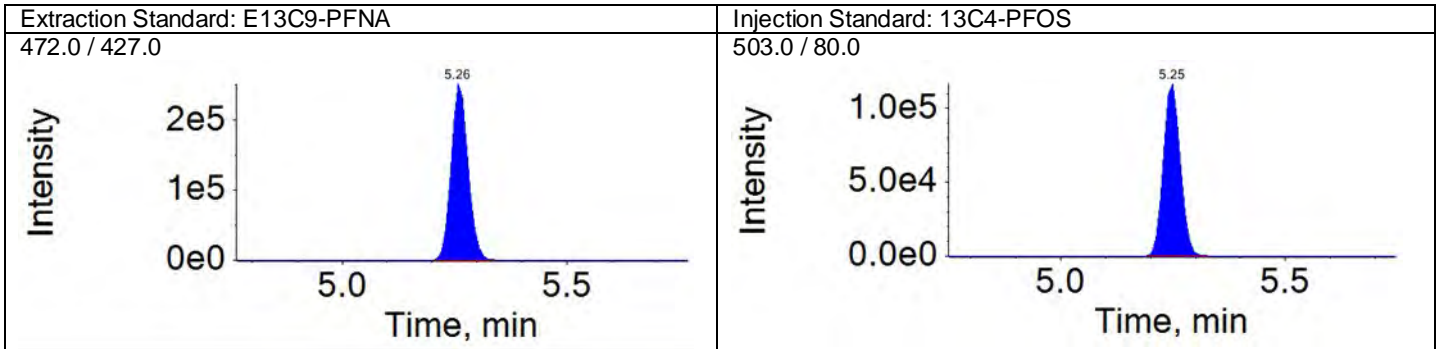 Extraction Standard: E13C9-PFNA
472.0 / 427.0
5.26
Intensity
2e5
1e5
0e0
5.0 5.5
Time, min
Injection Standard: 13C4-PFOS
503.0 / 80.0
5.25
Intensity
1.0e5
5.0e4
0.0e0
5.0 5.5
Time, min